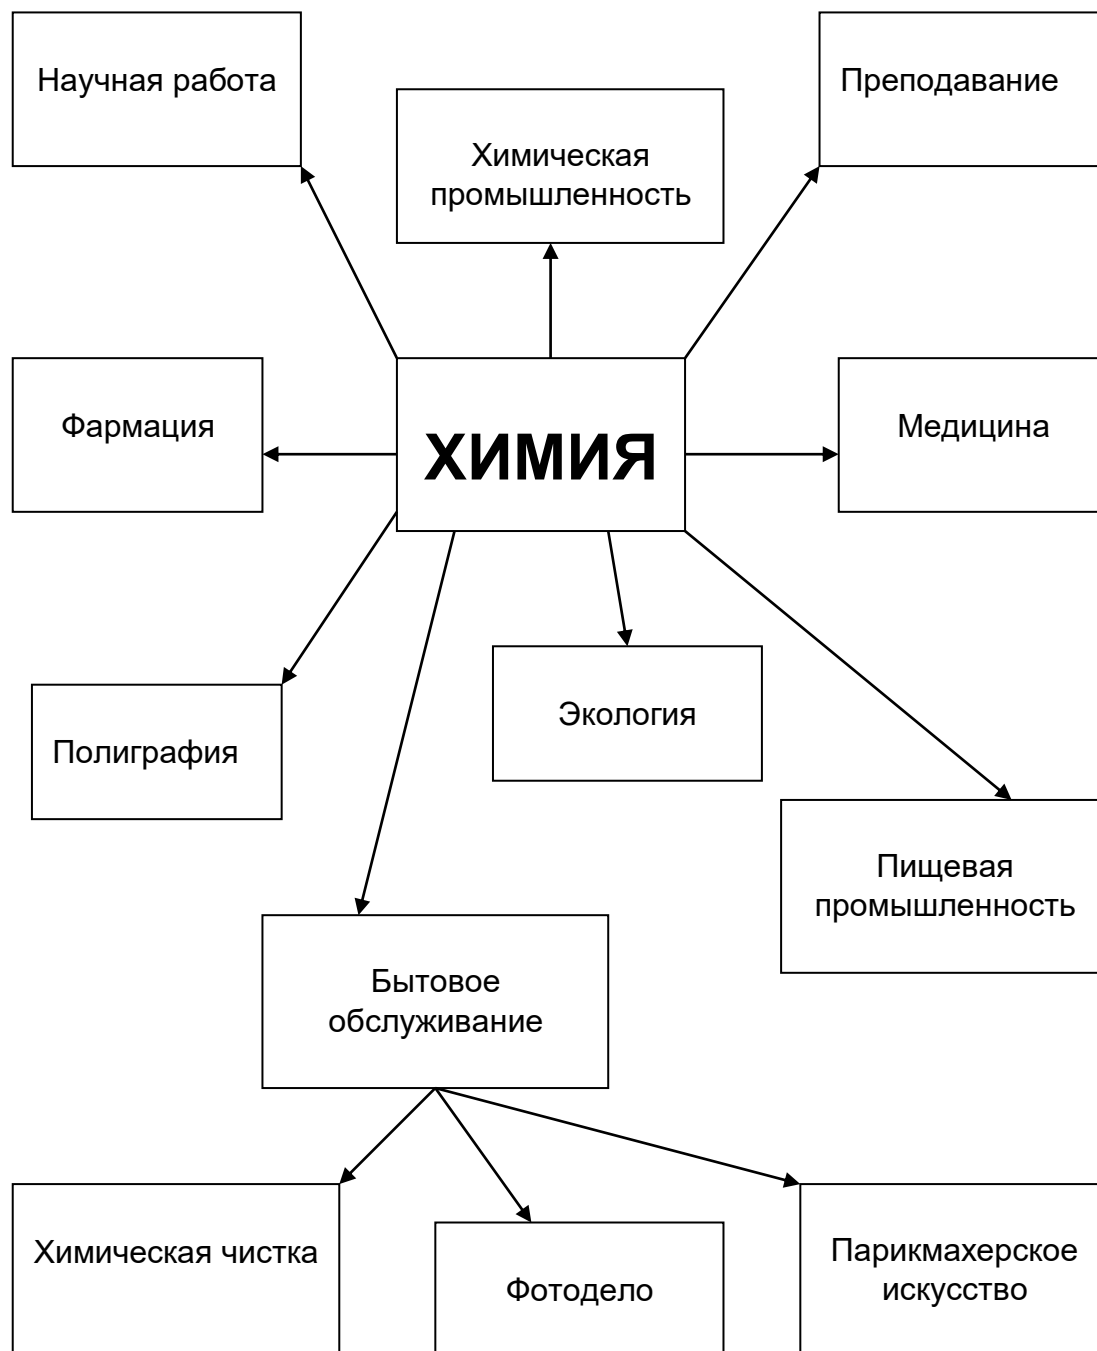 Научная работа
Химическая
промышленность
Преподавание
Фармация
ХИМИЯ
Медицина
Полиграфия
Экология
Пищевая
промышленность
Бытовое
обслуживание
Химическая чистка
Фотодело
Парикмахерское
искусство